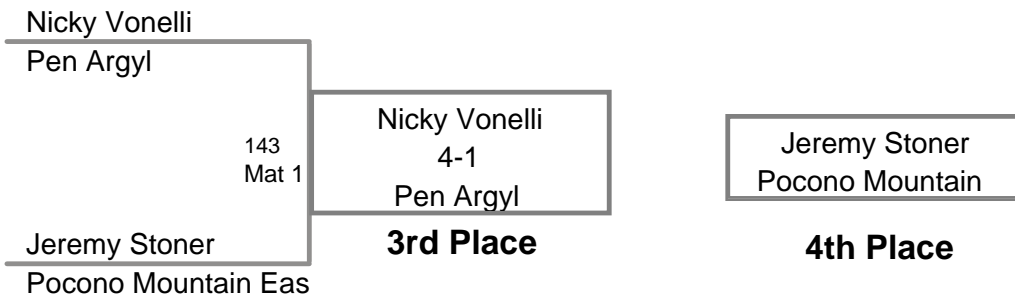 Nicky Vonelli
Pen Argyl
143
Mat 1
Jeremy Stoner
Pocono Mountain Eas
Nicky Vonelli
4-1
Pen Argyl
3rd Place
Jeremy Stoner
Pocono Mountain
4th Place